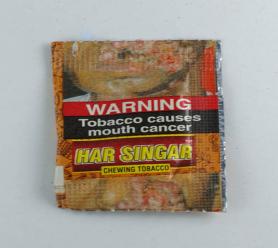 WARNING
Tobacco causes
mouth cancer
HAR SINGAR
CHEWING TOBACCO